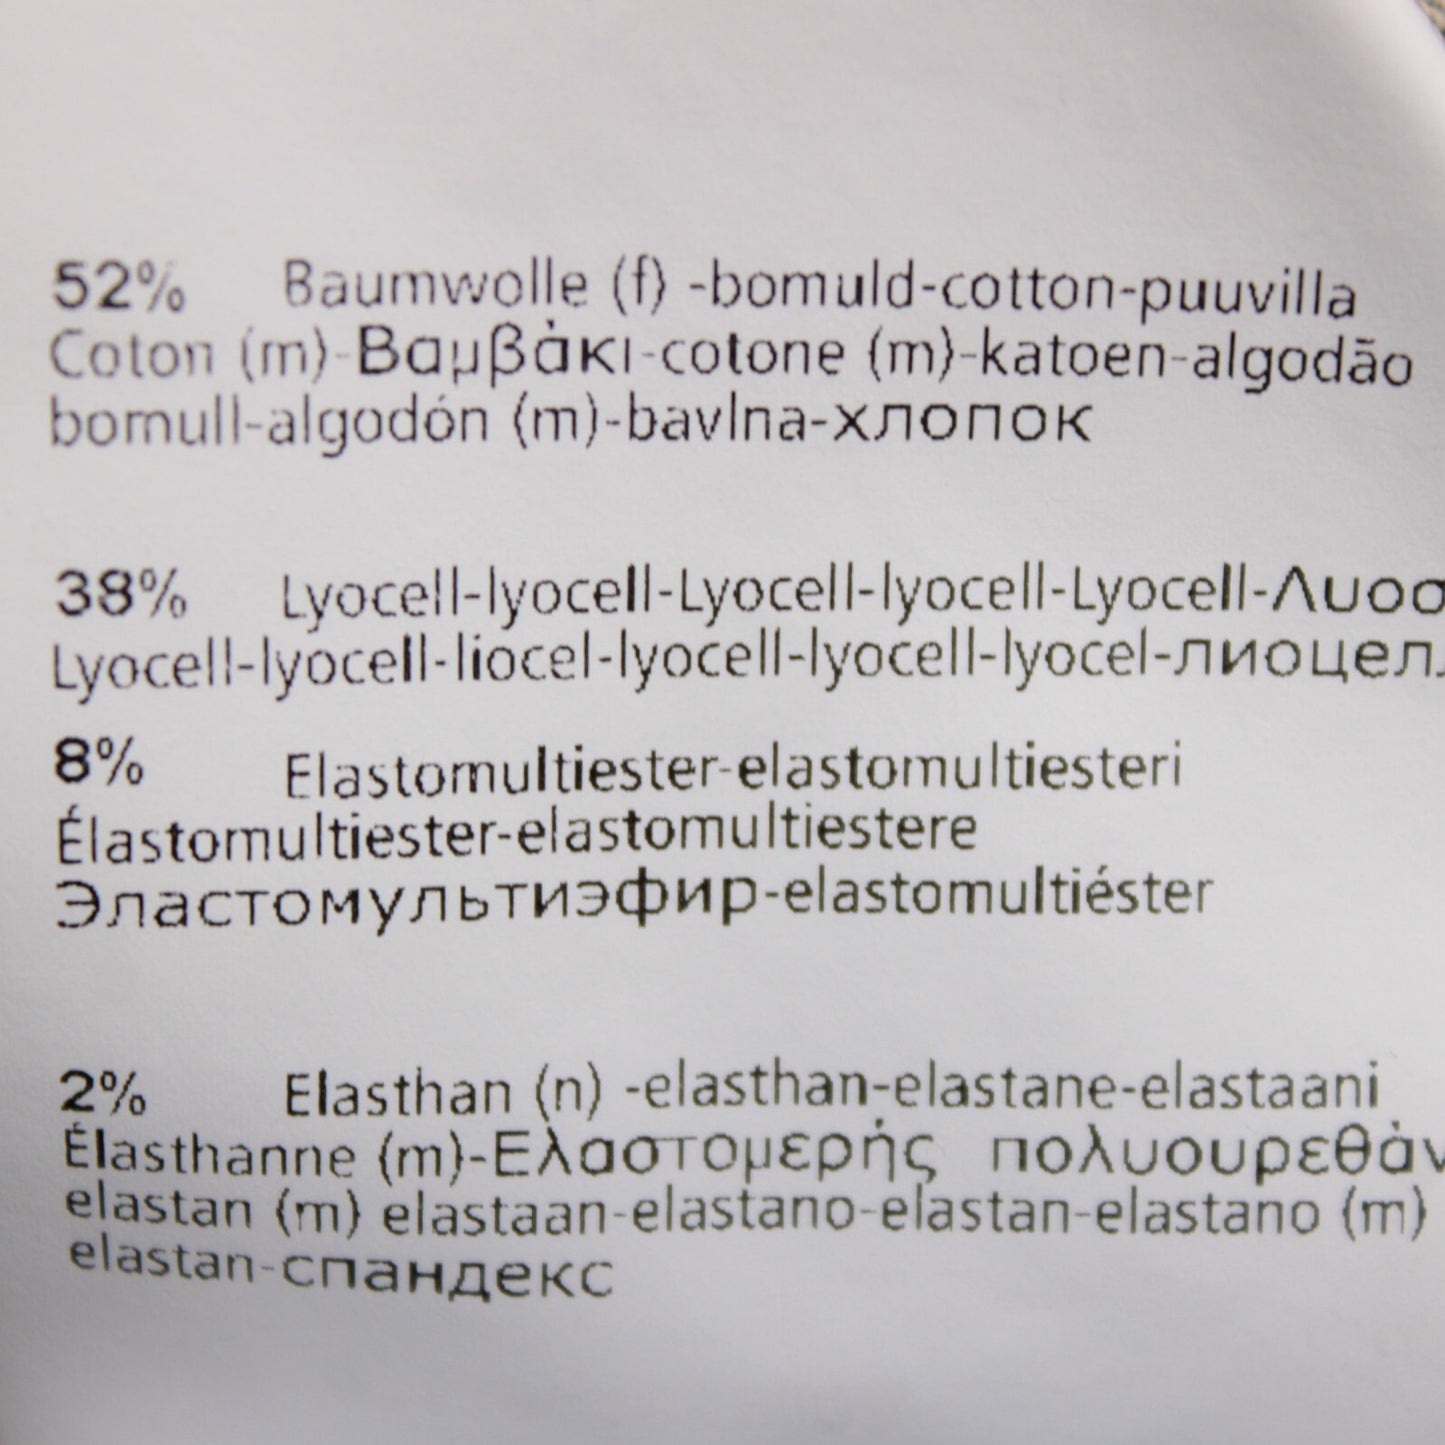 52% Baumwolle (f) -bomuld-cotton-puuvilla
Coton (m)-Βαμβάκι-cotone (m)-katoen-algodão
bomull-algodón (m)-bavlna-хлопок
38% Lyocell-lyocell-Lyocell-lyocell-Lyocell-
Lyocell-lyocell-liocel-lyocell-lyocell-lyocel-
8% Elastomultiester-elastomultiesteri
Élastomultiester-elastomultiestere
Эластомультиэфир-elastomultiéster
2% Elasthan (n) -elasthan-elastane-elastaani
Élasthanne (m)-Ελαστομερής
elastan (m) elastaan-elastano-elastan-elastano (m)
elastan-спандекс